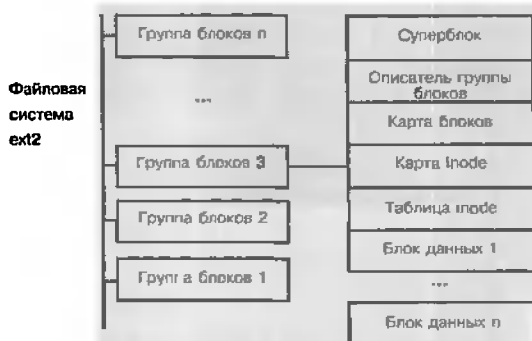 Файловая
система
ext2
Группа блоков n
...
Группа блоков 3
Группа блоков 2
Группа блоков 1
Суперблок
Описатель группы
блоков
Карта блоков
Карта Inode
Таблица inode
Блок данных 1
...
Блок данных n